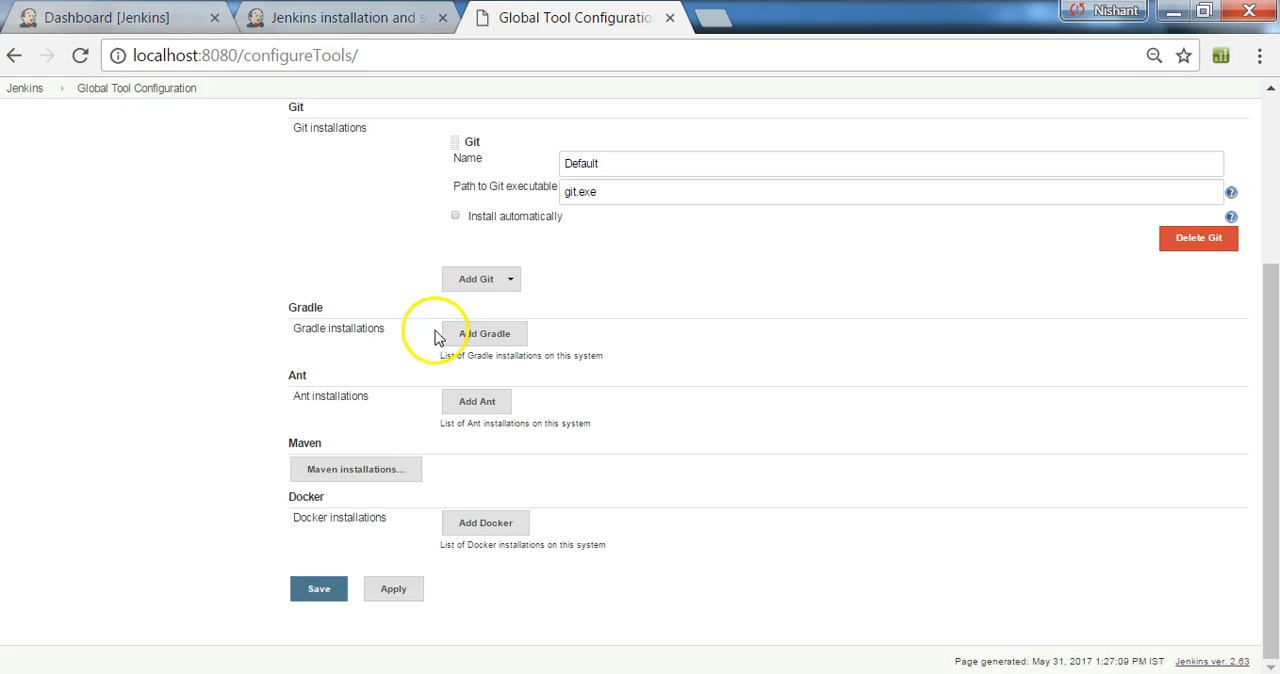 Dashboard [Jenkins]
Jenkins installation and s
Global Tool Configuratio
Nishant
localhost:8080/configureTools/
Jenkins
Global Tool Configuration
Git
Git installations
Git
Name
Default
Path to Git executable
git.exe
Install automatically
Delete Git
Add Git
Gradle
Gradle installations
Add Gradle
List of Gradle installations on this system
Ant
Ant installations
Add Ant
List of Ant installations on this system
Maven
Maven installations...
Docker
Docker installations
Add Docker
List of Docker installations on this system
Save
Apply
Page generated: May 31, 2017 1:27:09 PM IST
Jenkins ver. 2.63